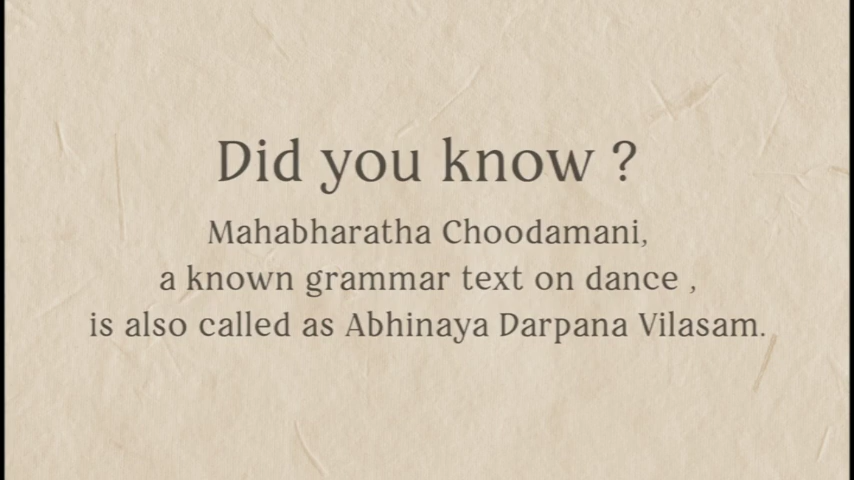 Did you know ?
Mahabharatha Choodamani,
a known grammar text on dance ,
is also called as Abhinaya Darpana Vilasam.